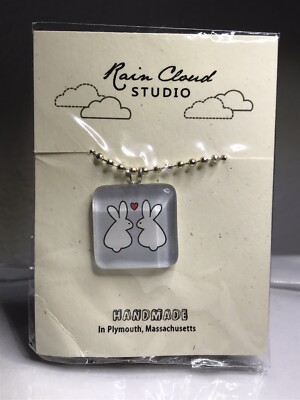 Rain Cloud
STUDIO
HANDMADE
In Plymouth, Massachusetts